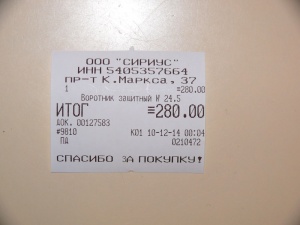 ООО "СИРИУС"
ИНН 5405357664
пр-т К.Маркса, 37
1 =280.00
Воротник защитный № 24.5
ИТОГ =280.00
ДОК. 00127583
#9810 К01 10-12-14 00:04
ПД 0210472
СПАСИБО ЗА ПОКУПКУ!